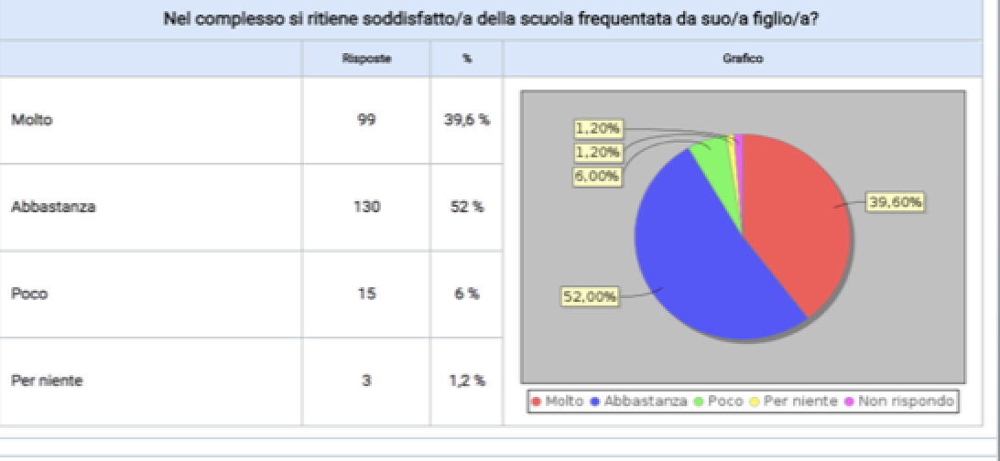 Nel complesso si ritiene soddisfatto/a della scuola frequentata da suo/a figlio/a?
Risposte % Grafico
Molto 99 39,6 %
Abbastanza 130 52 %
Poco 15 6 %
Per niente 3 1,2 %
1,20%
1,20%
6,00%
39,60%
52,00%
Molto Abbastanza Poco Per niente Non rispondo